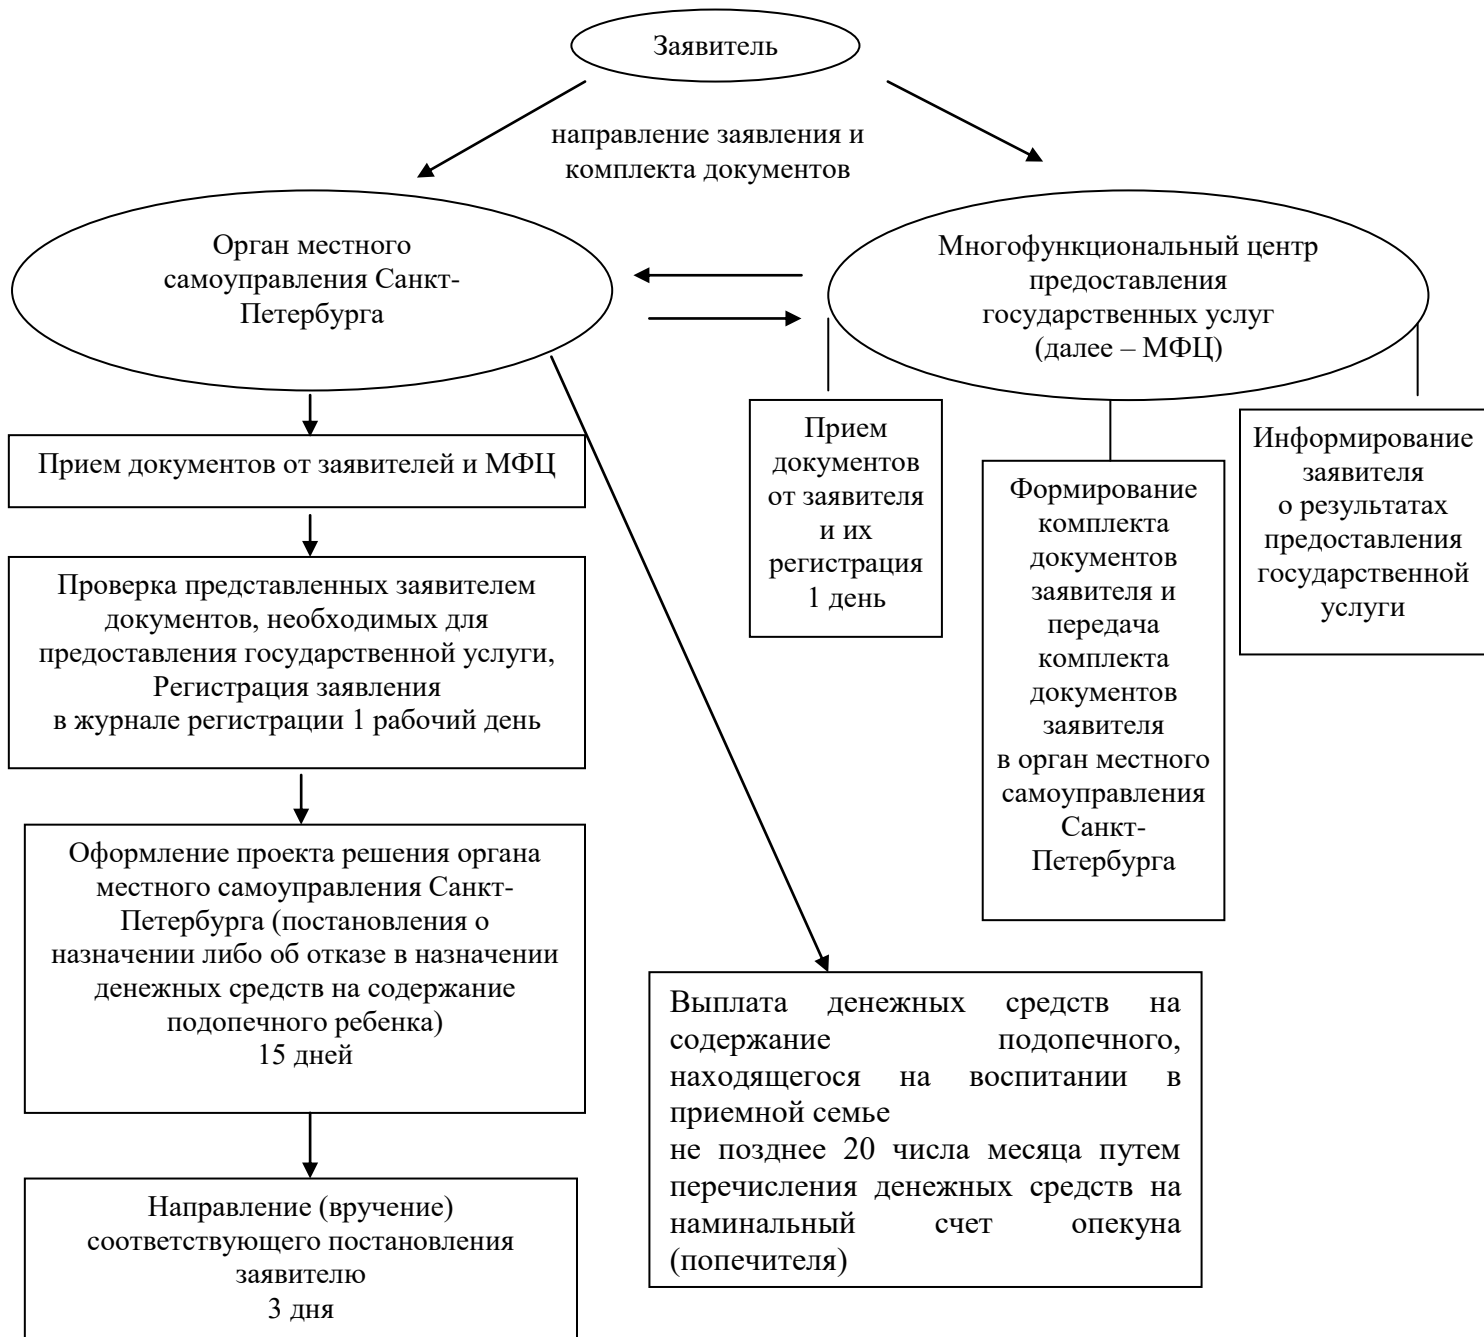 Заявитель
направление заявления и
комплекта документов
Орган местного
самоуправления Санкт-
Петербурга
Многофункциональный центр
предоставления
государственных услуг
(далее – МФЦ)
Прием документов от заявителей и МФЦ
Проверка представленных заявителем
документов, необходимых для
предоставления государственной услуги,
Регистрация заявления
в журнале регистрации 1 рабочий день
Оформление проекта решения органа
местного самоуправления Санкт-
Петербурга (постановления о
назначении либо об отказе в назначении
денежных средств на содержание
подопечного ребенка)
15 дней
Направление (вручение)
соответствующего постановления
заявителю
3 дня
Прием
документов
от заявителя
и их
регистрация
1 день
Формирование
комплекта
документов
заявителя и
передача
комплекта
документов
заявителя
в орган местного
самоуправления
Санкт-
Петербурга
Информирование
заявителя
о результатах
предоставления
государственной
услуги
Выплата денежных средств на
содержание подопечного,
находящегося на воспитании в
приемной семье
не позднее 20 числа месяца путем
перечисления денежных средств на
наминальный счет опекуна
(попечителя)